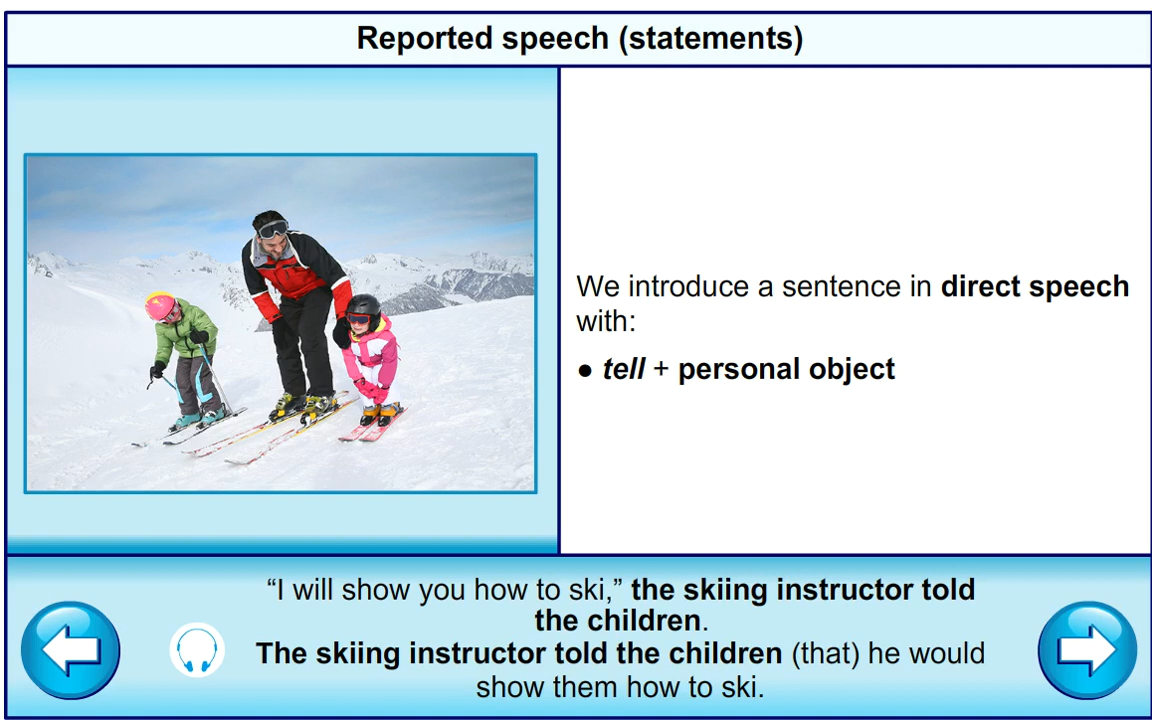 Reported speech (statements)
We introduce a sentence in direct speech
with:
● tell + personal object
“I will show you how to ski,” the skiing instructor told
the children.
The skiing instructor told the children (that) he would
show them how to ski.